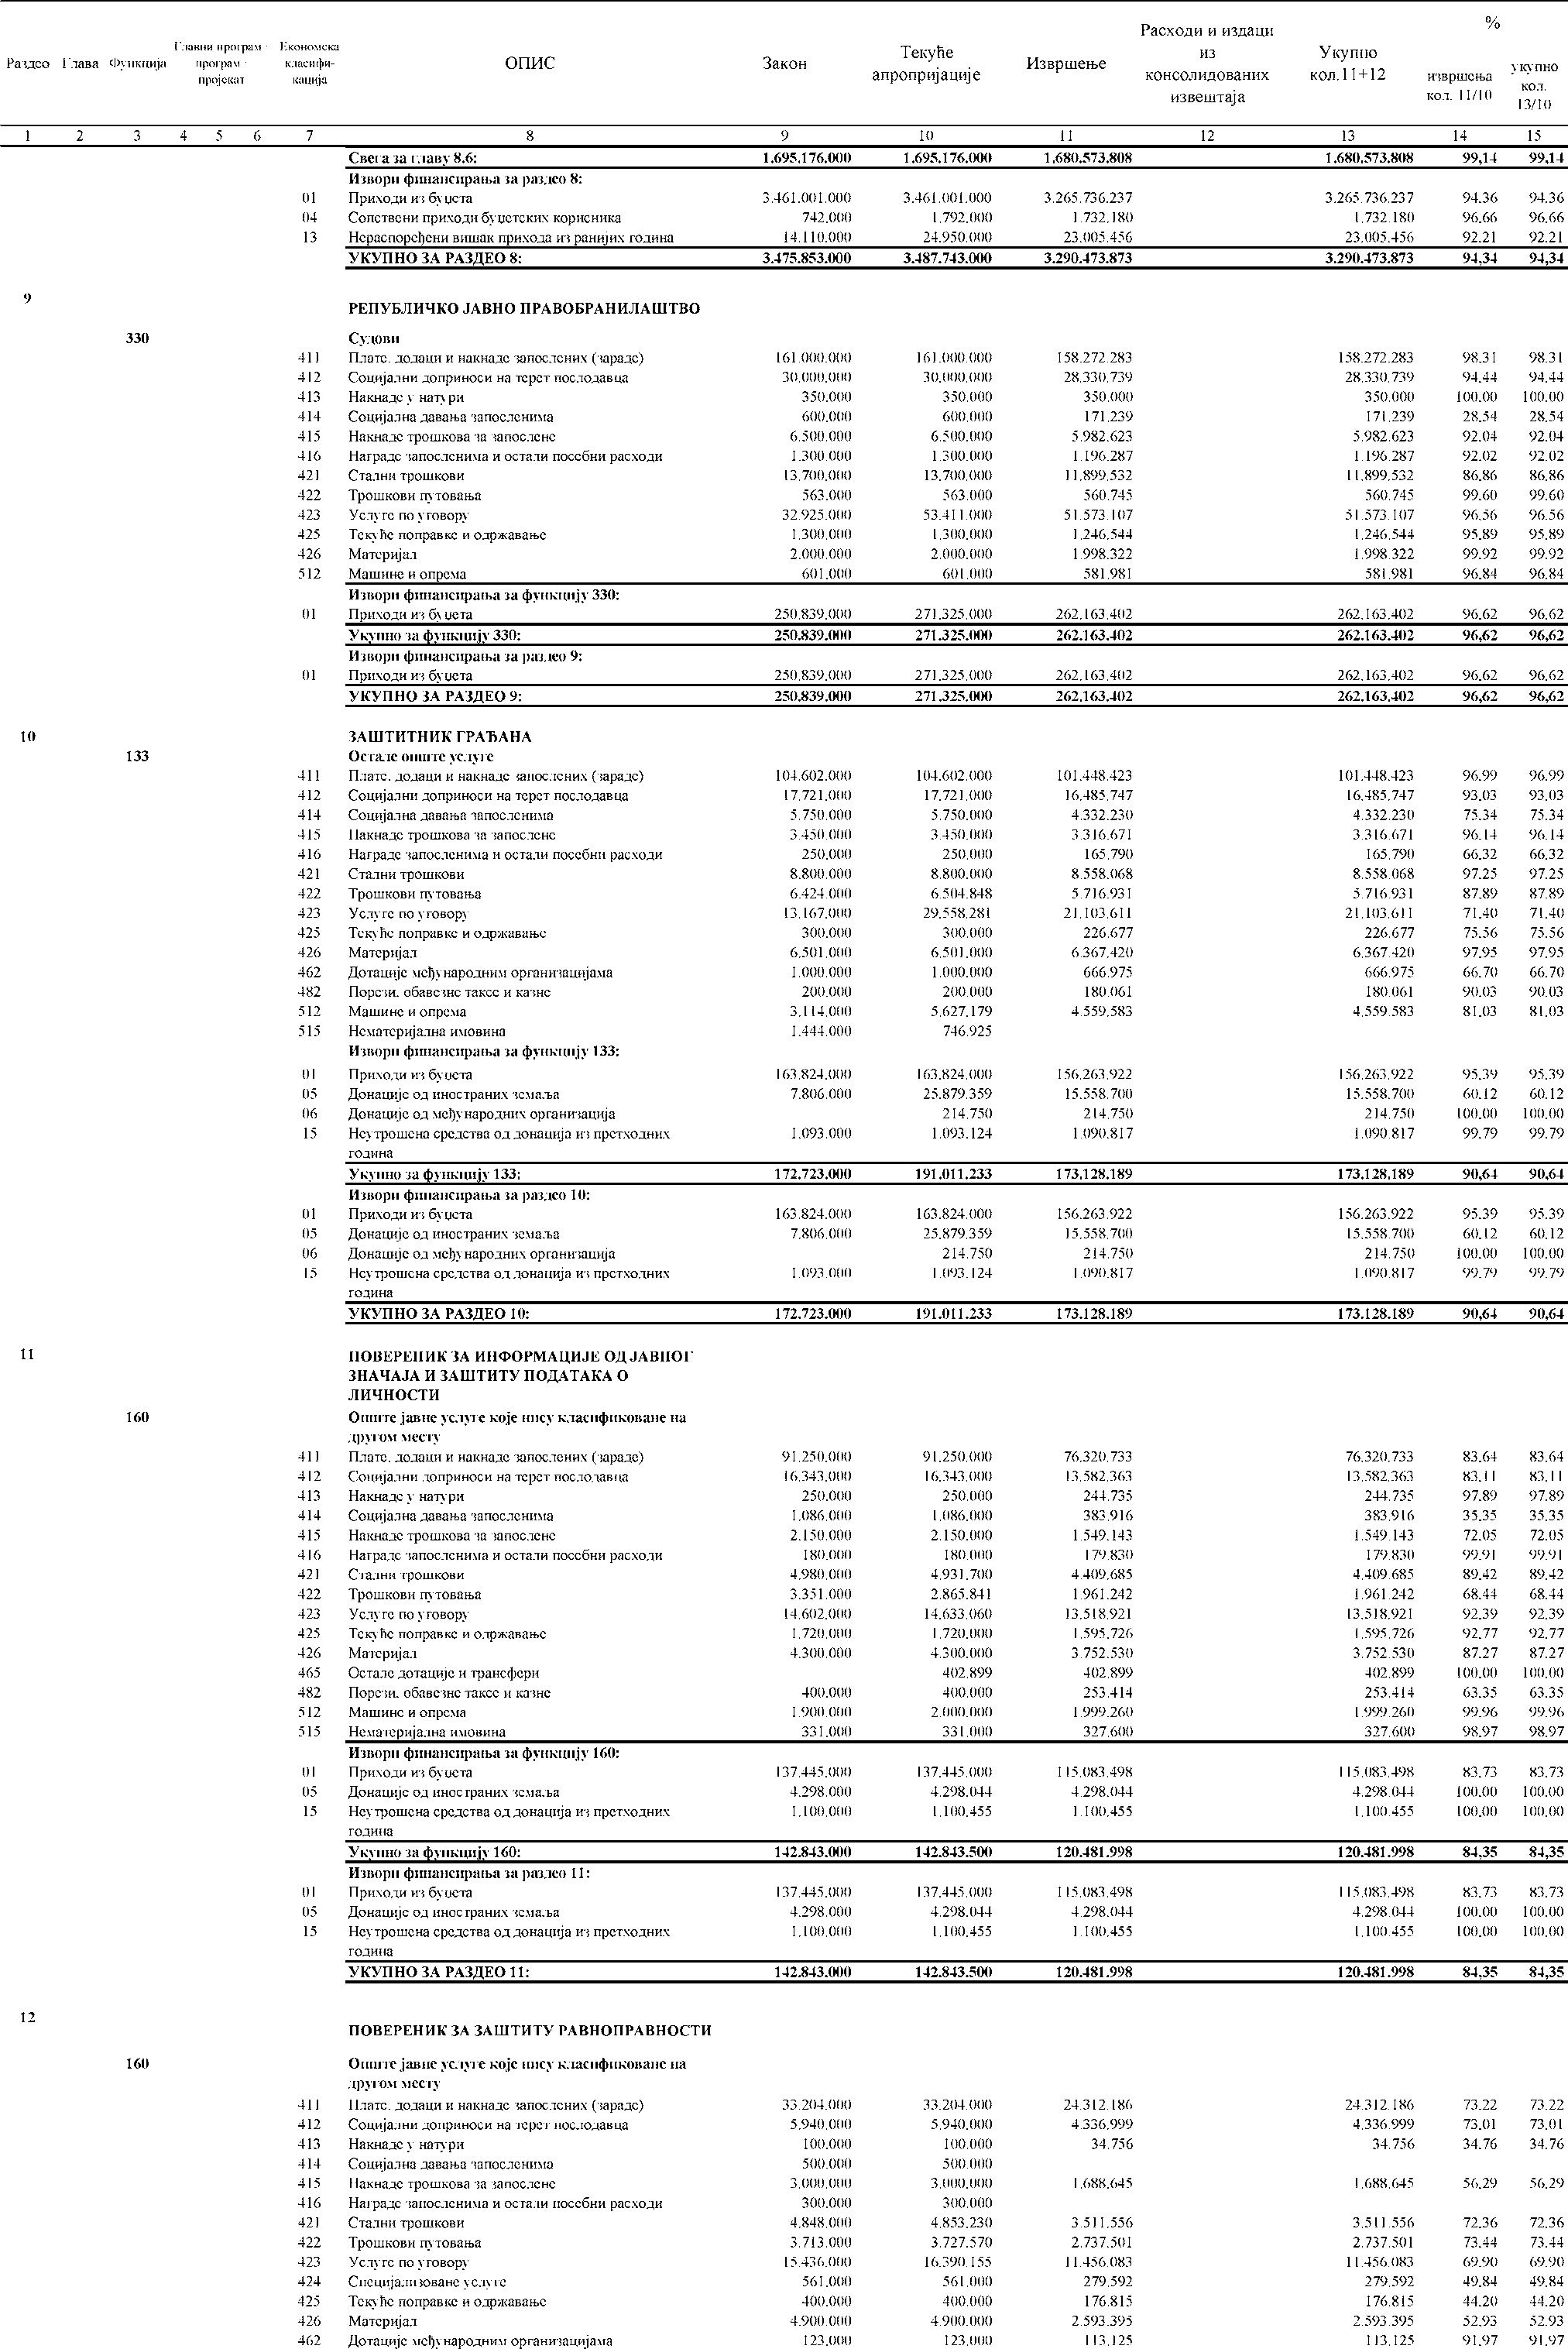 Раздео Глава Функција Главни програм - програм - пројекат Економска класифи-кација ОПИС Закон Текуће апропријације Извршење Расходи и издаци из консолидованих извештаја Укупно кол.11+12 % извршења кол. 11/10 укупно кол. 13/10
1 2 3 4 5 6 7 8 9 10 11 12 13 14 15
Свега за главу 8.6: 1.695.176.000 1.695.176.000 1.680.573.808 1.680.573.808 99,14 99,14
Извори финансирања за раздео 8:
01 Приходи из буџета 3.461.001.000 3.461.001.000 3.265.736.237 3.265.736.237 94,36 94,36
04 Сопствени приходи буџетских корисника 742.000 1.792.000 1.732.180 1.732.180 96,66 96,66
13 Нераспоређени вишак прихода из ранијих година 14.110.000 24.950.000 23.005.456 23.005.456 92,21 92,21
УКУПНО ЗА РАЗДЕО 8: 3.475.853.000 3.487.743.000 3.290.473.873 3.290.473.873 94,34 94,34
9
РЕПУБЛИЧКО ЈАВНО ПРАВОБРАНИЛАШТВО
330 Судови
411 Плате, додаци и накнаде запослених (зараде) 161.000.000 161.000.000 158.272.283 158.272.283 98,31 98,31
412 Социјални доприноси на терет послодавца 30.000.000 30.000.000 28.330.739 28.330.739 94,44 94,44
413 Накнаде у натури 350.000 350.000 350.000 350.000 100,00 100,00
414 Социјална давања запосленима 600.000 600.000 171.239 171.239 28,54 28,54
415 Накнаде трошкова за запослене 6.500.000 6.500.000 5.982.623 5.982.623 92,04 92,04
416 Награде запосленима и остали посебни расходи 1.300.000 1.300.000 1.196.287 1.196.287 92,02 92,02
421 Стални трошкови 13.700.000 13.700.000 11.899.532 11.899.532 86,86 86,86
422 Трошкови путовања 563.000 563.000 560.745 560.745 99,60 99,60
423 Услуге по уговору 32.925.000 53.411.000 51.573.107 51.573.107 96,56 96,56
425 Текуће поправке и одржавање 1.300.000 1.300.000 1.246.544 1.246.544 95,89 95,89
426 Материјал 2.000.000 2.000.000 1.998.322 1.998.322 99,92 99,92
512 Машине и опрема 601.000 601.000 581.981 581.981 96,84 96,84
Извори финансирања за функцију 330:
01 Приходи из буџета 250.839.000 271.325.000 262.163.402 262.163.402 96,62 96,62
Укупно за функцију 330: 250.839.000 271.325.000 262.163.402 262.163.402 96,62 96,62
Извори финансирања за раздео 9:
01 Приходи из буџета 250.839.000 271.325.000 262.163.402 262.163.402 96,62 96,62
УКУПНО ЗА РАЗДЕО 9: 250.839.000 271.325.000 262.163.402 262.163.402 96,62 96,62
10 ЗАШТИТНИК ГРАЂАНА
133 Остале опште услуге
411 Плате, додаци и накнаде запослених (зараде) 104.602.000 104.602.000 101.448.423 101.448.423 96,99 96,99
412 Социјални доприноси на терет послодавца 17.721.000 17.721.000 16.485.747 16.485.747 93,03 93,03
414 Социјална давања запосленима 5.750.000 5.750.000 4.332.230 4.332.230 75,34 75,34
415 Накнаде трошкова за запослене 3.450.000 3.450.000 3.316.671 3.316.671 96,14 96,14
416 Награде запосленима и остали посебни расходи 250.000 250.000 165.790 165.790 66,32 66,32
421 Стални трошкови 8.800.000 8.800.000 8.558.068 8.558.068 97,25 97,25
422 Трошкови путовања 6.424.000 6.504.848 5.716.931 5.716.931 87,89 87,89
423 Услуге по уговору 13.167.000 29.558.281 21.103.611 21.103.611 71,40 71,40
425 Текуће поправке и одржавање 300.000 300.000 226.677 226.677 75,56 75,56
426 Материјал 6.501.000 6.501.000 6.367.420 6.367.420 97,95 97,95
462 Дотације међународним организацијама 1.000.000 1.000.000 666.975 666.975 66,70 66,70
482 Порези, обавезне таксе и казне 200.000 200.000 180.061 180.061 90,03 90,03
512 Машине и опрема 3.114.000 5.627.179 4.559.583 4.559.583 81,03 81,03
515 Нематеријална имовина 1.444.000 746.925
Извори финансирања за функцију 133:
01 Приходи из буџета 163.824.000 163.824.000 156.263.922 156.263.922 95,39 95,39
05 Донације од иностраних земаља 7.806.000 25.879.359 15.558.700 15.558.700 60,12 60,12
06 Донације од међународних организација 214.750 214.750 214.750 100,00 100,00
15 Неутрошена средства од донација из претходних 1.093.000 1.093.124 1.090.817 1.090.817 99,79 99,79
година
Укупно за функцију 133: 172.723.000 191.011.233 173.128.189 173.128.189 90,64 90,64
Извори финансирања за раздео 10:
01 Приходи из буџета 163.824.000 163.824.000 156.263.922 156.263.922 95,39 95,39
05 Донације од иностраних земаља 7.806.000 25.879.359 15.558.700 15.558.700 60,12 60,12
06 Донације од међународних организација 214.750 214.750 214.750 100,00 100,00
15 Неутрошена средства од донација из претходних 1.093.000 1.093.124 1.090.817 1.090.817 99,79 99,79
година
УКУПНО ЗА РАЗДЕО 10: 172.723.000 191.011.233 173.128.189 173.128.189 90,64 90,64
11 ПОВЕРЕНИК ЗА ИНФОРМАЦИЈЕ ОД ЈАВНОГ
ЗНАЧАЈА И ЗАШТИТУ ПОДАТАКА О
ЛИЧНОСТИ
160 Опште јавне услуге које нису класификоване на
другом месту
411 Плате, додаци и накнаде запослених (зараде) 91.250.000 91.250.000 76.320.733 76.320.733 83,64 83,64
412 Социјални доприноси на терет послодавца 16.343.000 16.343.000 13.582.363 13.582.363 83,11 83,11
413 Накнаде у натури 250.000 250.000 244.735 244.735 97,89 97,89
414 Социјална давања запосленима 1.086.000 1.086.000 383.916 383.916 35,35 35,35
415 Накнаде трошкова за запослене 2.150.000 2.150.000 1.549.143 1.549.143 72,05 72,05
416 Награде запосленима и остали посебни расходи 180.000 180.000 179.830 179.830 99,91 99,91
421 Стални трошкови 4.980.000 4.931.700 4.409.685 4.409.685 89,42 89,42
422 Трошкови путовања 3.351.000 2.865.841 1.961.242 1.961.242 68,44 68,44
423 Услуге по уговору 14.602.000 14.633.060 13.518.921 13.518.921 92,39 92,39
425 Текуће поправке и одржавање 1.720.000 1.720.000 1.595.726 1.595.726 92,77 92,77
426 Материјал 4.300.000 4.300.000 3.752.530 3.752.530 87,27 87,27
465 Остале дотације и трансфери 402.899 402.899 402.899 100,00 100,00
482 Порези, обавезне таксе и казне 400.000 400.000 253.414 253.414 63,35 63,35
512 Машине и опрема 1.900.000 2.000.000 1.999.260 1.999.260 99,96 99,96
515 Нематеријална имовина 331.000 331.000 327.600 327.600 98,97 98,97
Извори финансирања за функцију 160:
01 Приходи из буџета 137.445.000 137.445.000 115.083.498 115.083.498 83,73 83,73
05 Донације од иностраних земаља 4.298.000 4.298.044 4.298.044 4.298.044 100,00 100,00
15 Неутрошена средства од донација из претходних 1.100.000 1.100.455 1.100.455 1.100.455 100,00 100,00
година
Укупно за функцију 160: 142.843.000 142.843.500 120.481.998 120.481.998 84,35 84,35
Извори финансирања за раздео 11:
01 Приходи из буџета 137.445.000 137.445.000 115.083.498 115.083.498 83,73 83,73
05 Донације од иностраних земаља 4.298.000 4.298.044 4.298.044 4.298.044 100,00 100,00
15 Неутрошена средства од донација из претходних 1.100.000 1.100.455 1.100.455 1.100.455 100,00 100,00
година
УКУПНО ЗА РАЗДЕО 11: 142.843.000 142.843.500 120.481.998 120.481.998 84,35 84,35
12
ПОВЕРЕНИК ЗА ЗАШТИТУ РАВНОПРАВНОСТИ
160 Опште јавне услуге које нису класификоване на
другом месту
411 Плате, додаци и накнаде запослених (зараде) 33.204.000 33.204.000 24.312.186 24.312.186 73,22 73,22
412 Социјални доприноси на терет послодавца 5.940.000 5.940.000 4.336.999 4.336.999 73,01 73,01
413 Накнаде у натури 100.000 100.000 34.756 34.756 34,76 34,76
414 Социјална давања запосленима 500.000 500.000
415 Накнаде трошкова за запослене 3.000.000 3.000.000 1.688.645 1.688.645 56,29 56,29
416 Награде запосленима и остали посебни расходи 300.000 300.000
421 Стални трошкови 4.848.000 4.853.230 3.511.556 3.511.556 72,36 72,36
422 Трошкови путовања 3.713.000 3.727.570 2.737.501 2.737.501 73,44 73,44
423 Услуге по уговору 15.436.000 16.390.155 11.456.083 11.456.083 69,90 69,90
424 Специјализоване услуге 561.000 561.000 279.592 279.592 49,84 49,84
425 Текуће поправке и одржавање 400.000 400.000 176.815 176.815 44,20 44,20
426 Материјал 4.900.000 4.900.000 2.593.395 2.593.395 52,93 52,93
462 Дотације међународним организацијама 123.000 123.000 113.125 113.125 91,97 91,97